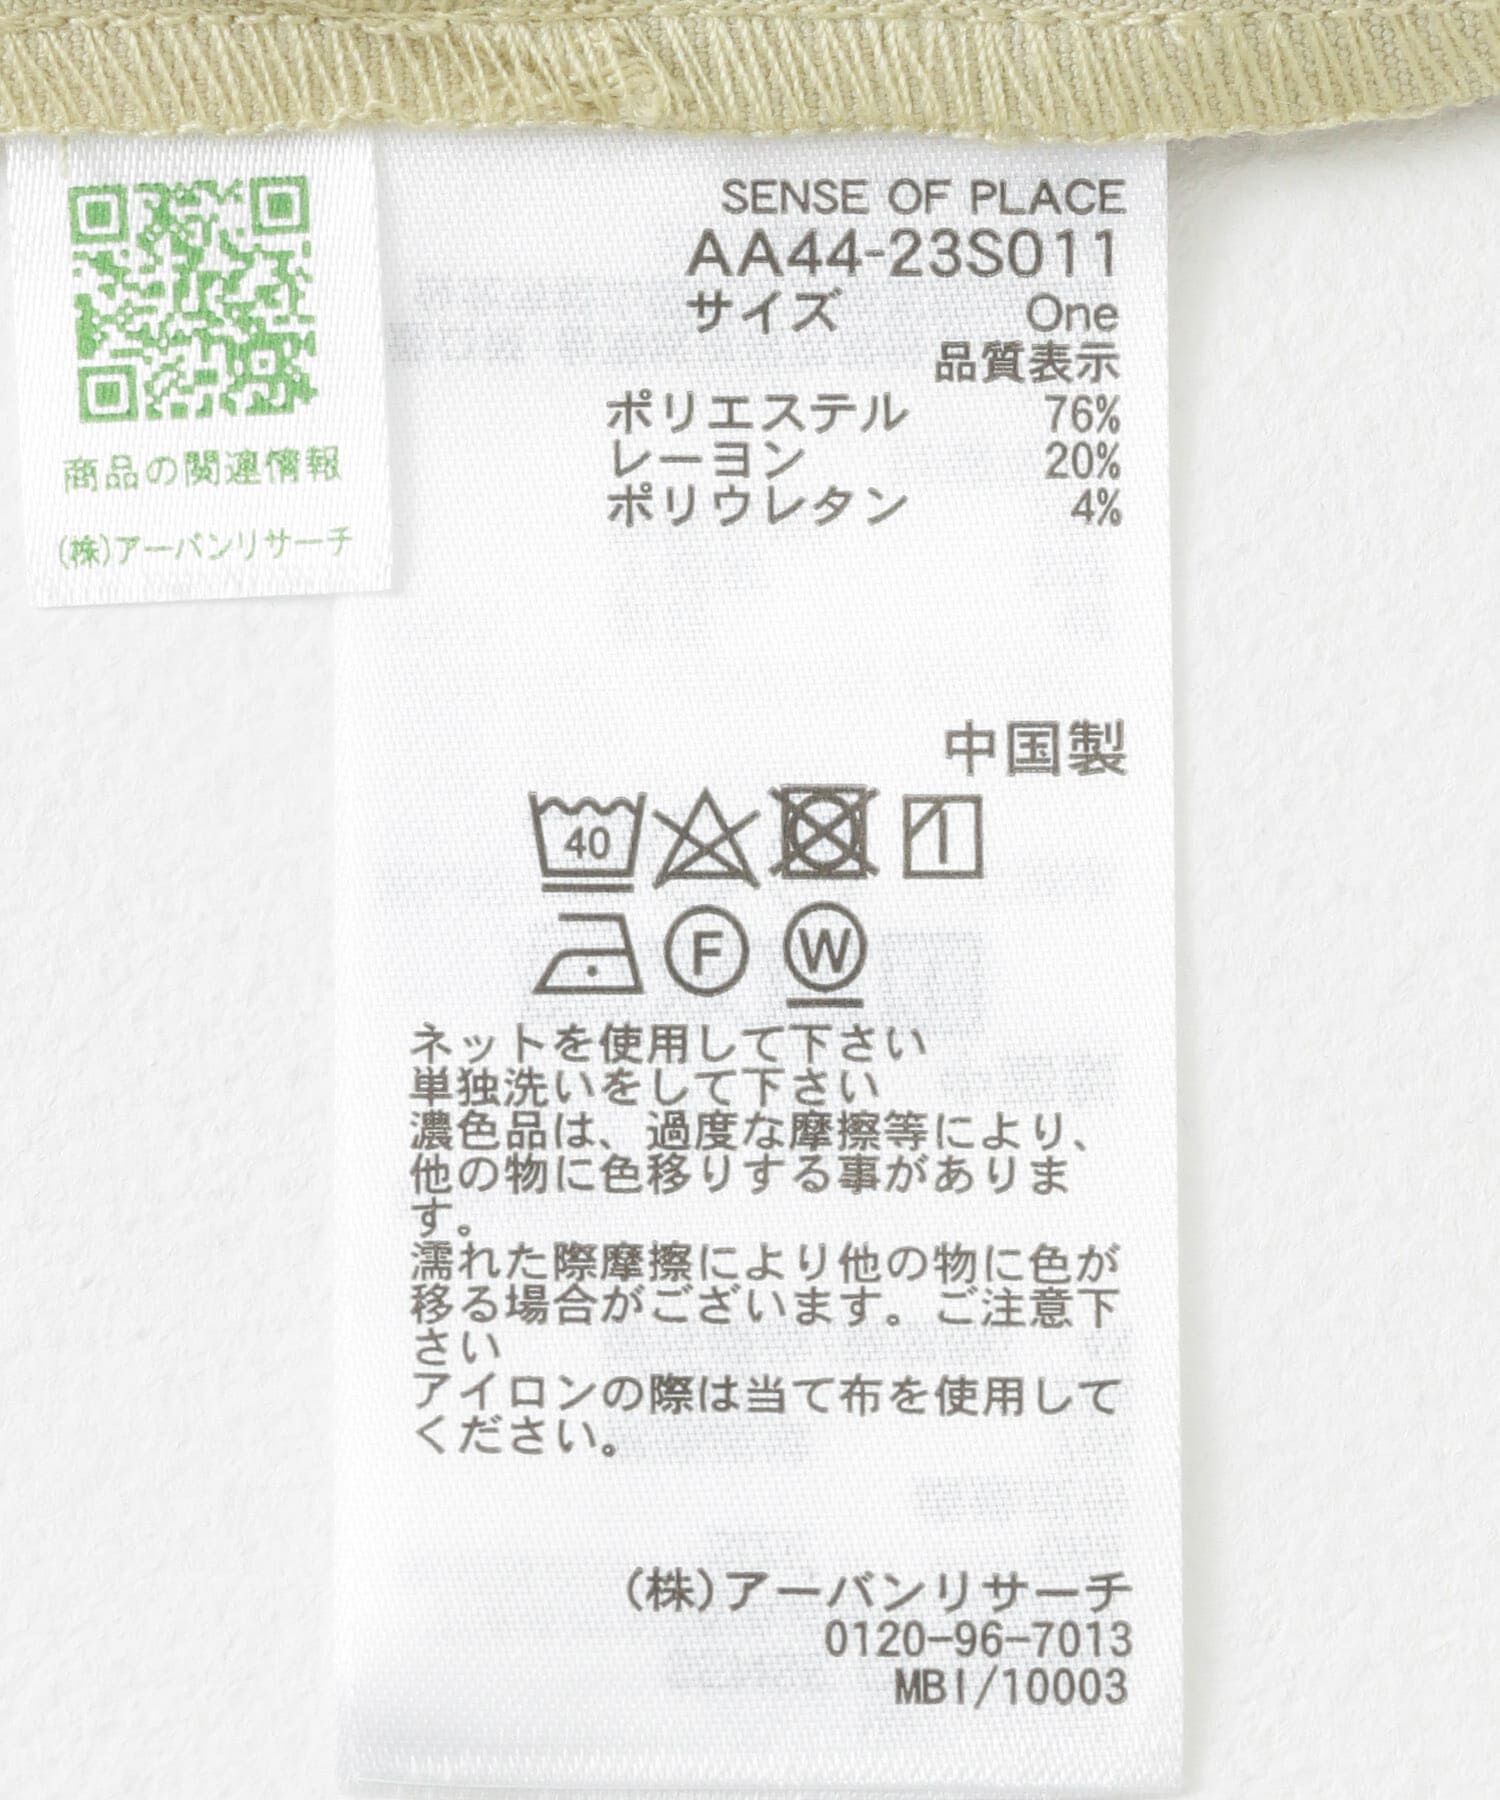 商品の関連情報
(株)アーバンリサーチ
SENSE OF PLACE
AA44-23S011
サイズ One
品質表示
ポリエステル 76%
レーヨン 20%
ポリウレタン 4%
中国製
40
F W
ネットを使用して下さい
単独洗いをして下さい
濃色品は、過度な摩擦等により、
他の物に色移りする事がありま
す。
濡れた際摩擦により他の物に色が
移る場合がございます。ご注意下
さい
アイロンの際は当て布を使用して
ください。
(株)アーバンリサーチ
0120-96-7013
MBI/10003